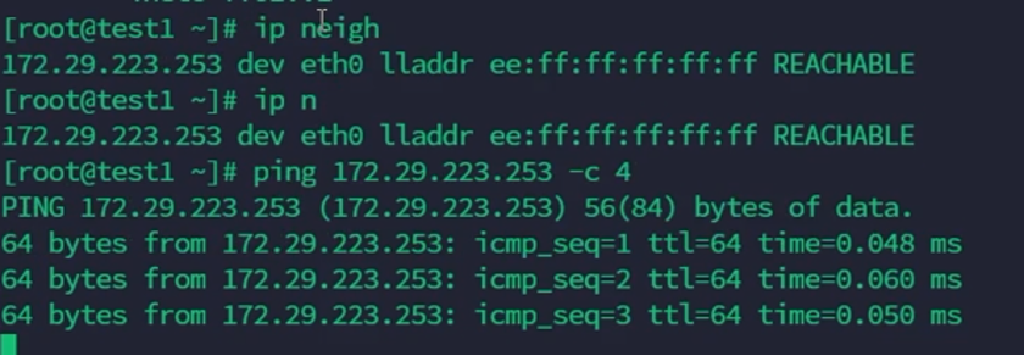 [root@test1 ~]# ip neigh
172.29.223.253 dev eth0 lladdr ee:ff:ff:ff:ff:ff REACHABLE
[root@test1 ~]# ip n
172.29.223.253 dev eth0 lladdr ee:ff:ff:ff:ff:ff REACHABLE
[root@test1 ~]# ping 172.29.223.253 -c 4
PING 172.29.223.253 (172.29.223.253) 56(84) bytes of data.
64 bytes from 172.29.223.253: icmp_seq=1 ttl=64 time=0.048 ms
64 bytes from 172.29.223.253: icmp_seq=2 ttl=64 time=0.060 ms
64 bytes from 172.29.223.253: icmp_seq=3 ttl=64 time=0.050 ms